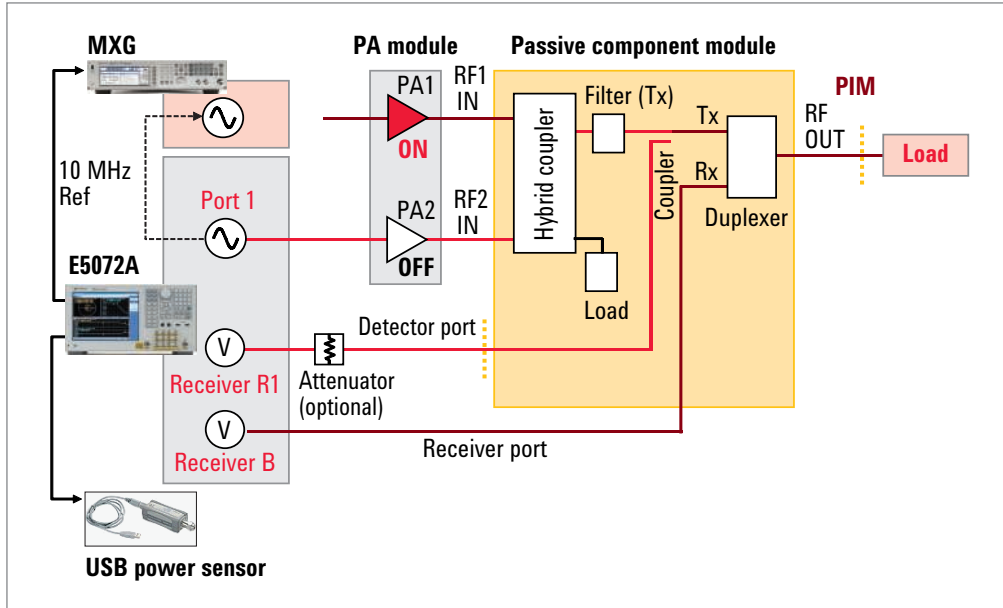 MXG
PA module
Passive component module
PA1
RF1
IN
Filter (Tx)
PIM
Tx
RF
OUT
Load
ON
Hybrid coupler
Coupler
Rx
Duplexer
10 MHz
Ref
Port 1
PA2
RF2
IN
OFF
E5072A
Load
Detector port
V
Receiver R1
Attenuator
(optional)
V
Receiver B
Receiver port
USB power sensor